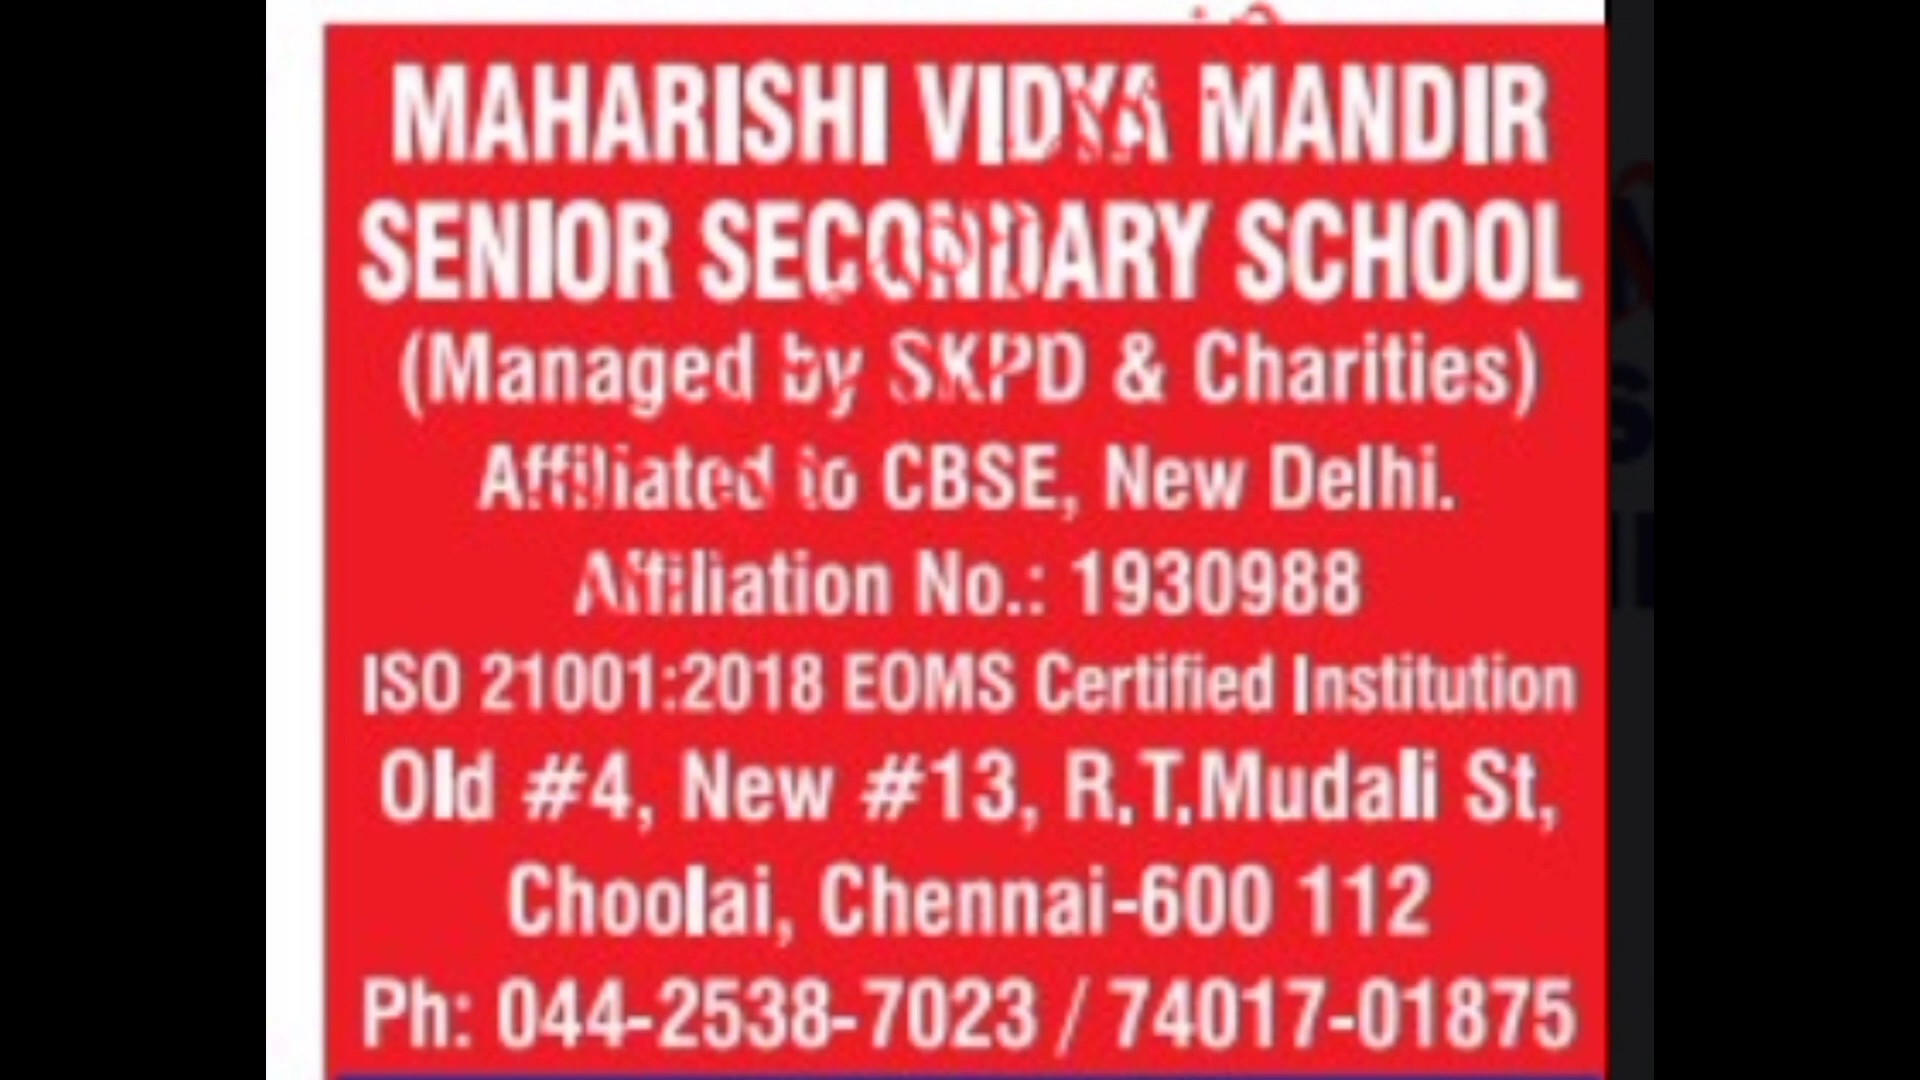 MAHARISHI VIDYA MANDIR
SENIOR SECONDARY SCHOOL
(Managed by SKPD & Charities)
Affiliated to CBSE, New Delhi.
Affiliation No.: 1930988
ISO 21001:2018 EOMS Certified Institution
Old #4, New #13, R.T.Mudali St,
Choolai, Chennai-600 112
Ph: 044-2538-7023 / 74017-01875